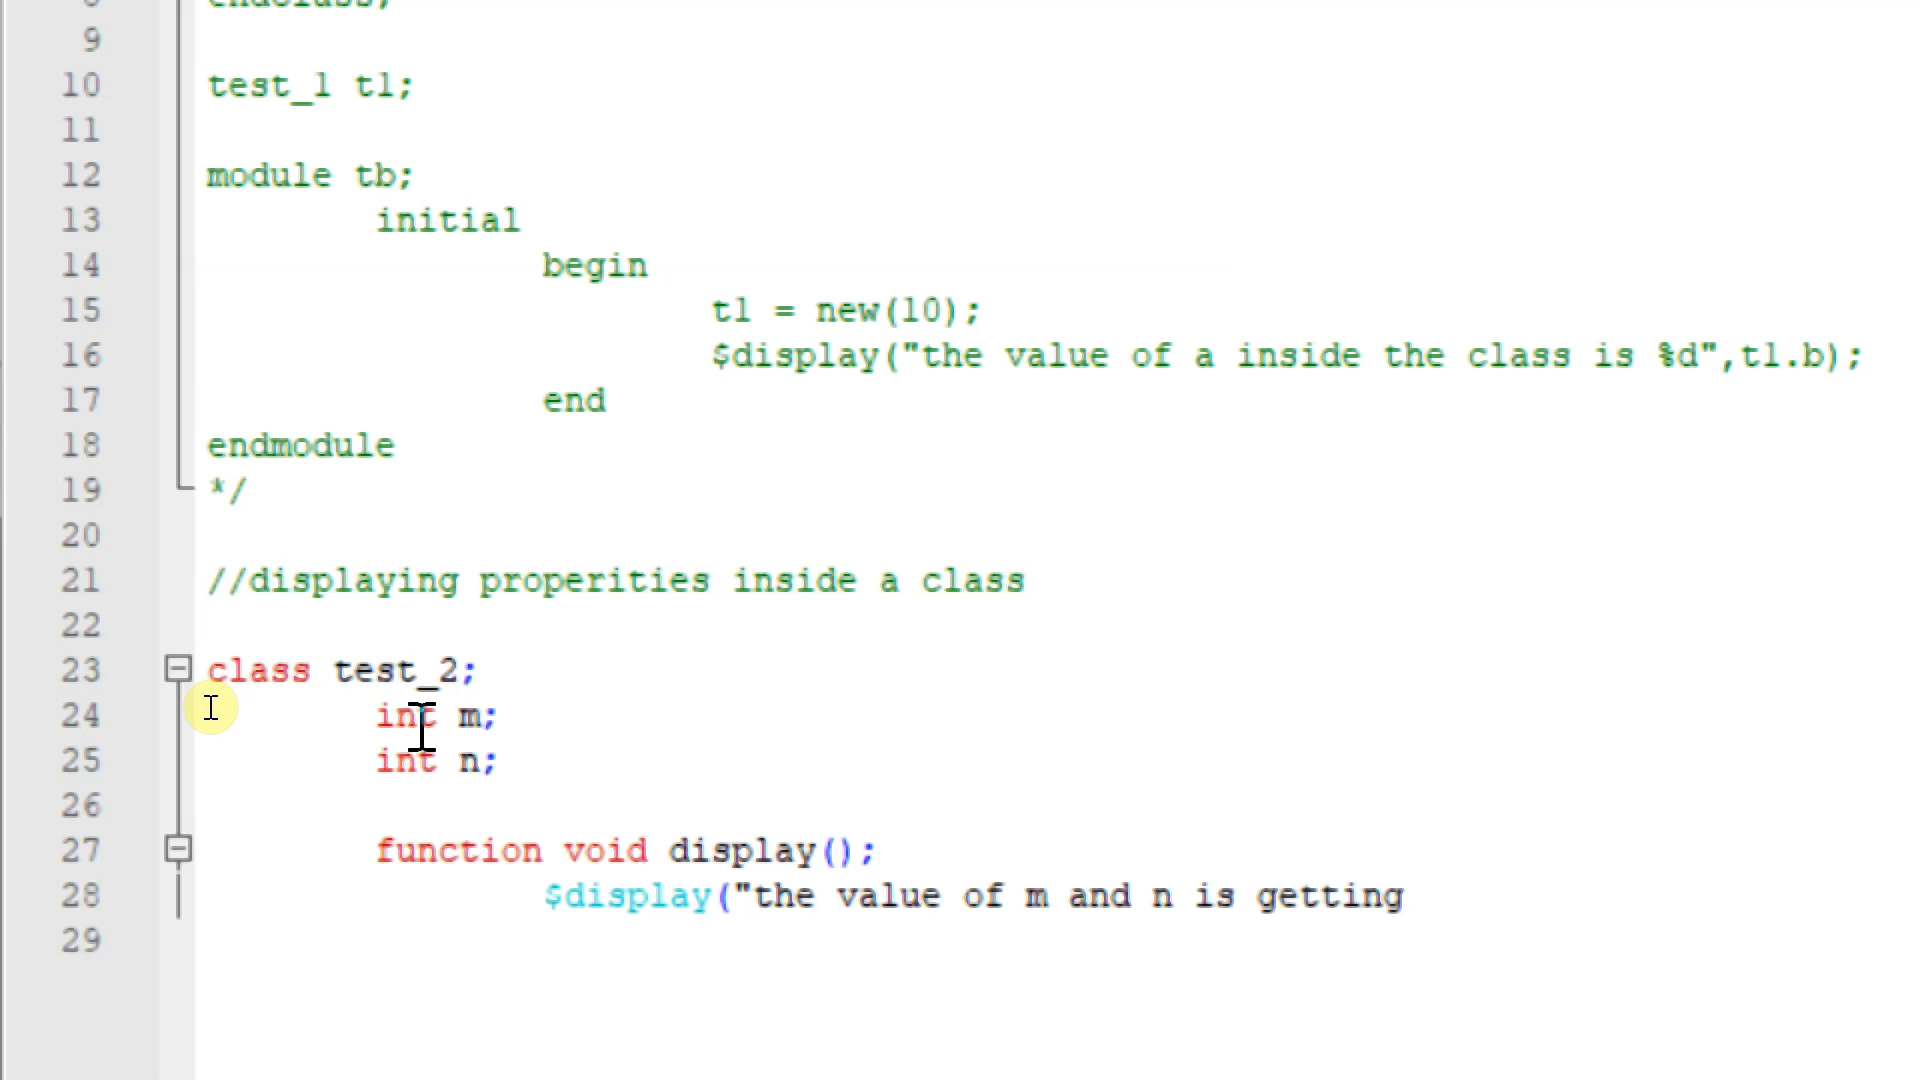 8 endclass;
9
10 test_1 t1;
11
12 module tb;
13 initial
14 begin
15 t1 = new(10);
16 $display("the value of a inside the class is %d",t1.b);
17 end
18 endmodule
19 */
20
21 //displaying properities inside a class
22
23 class test_2;
24 int m;
25 int n;
26
27 function void display();
28 $display("the value of m and n is getting
29